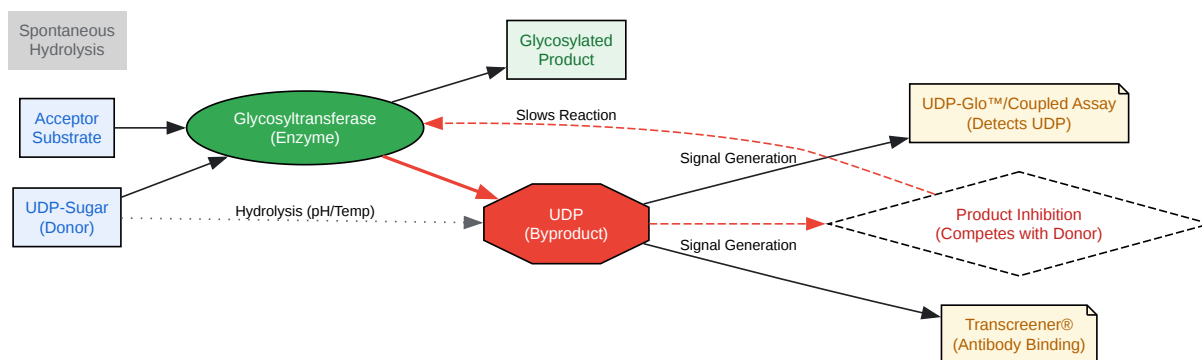 Spontaneous
Hydrolysis
Glycosylated
Product
Acceptor
Substrate
Glycosyltransferase
(Enzyme)
Slows Reaction
UDP-Glo™/Coupled Assay
(Detects UDP)
Signal Generation
UDP-Sugar
(Donor)
Hydrolysis (pH/Temp)
UDP
(Byproduct)
Product Inhibition
(Competes with Donor)
Signal Generation
Transcreener®
(Antibody Binding)